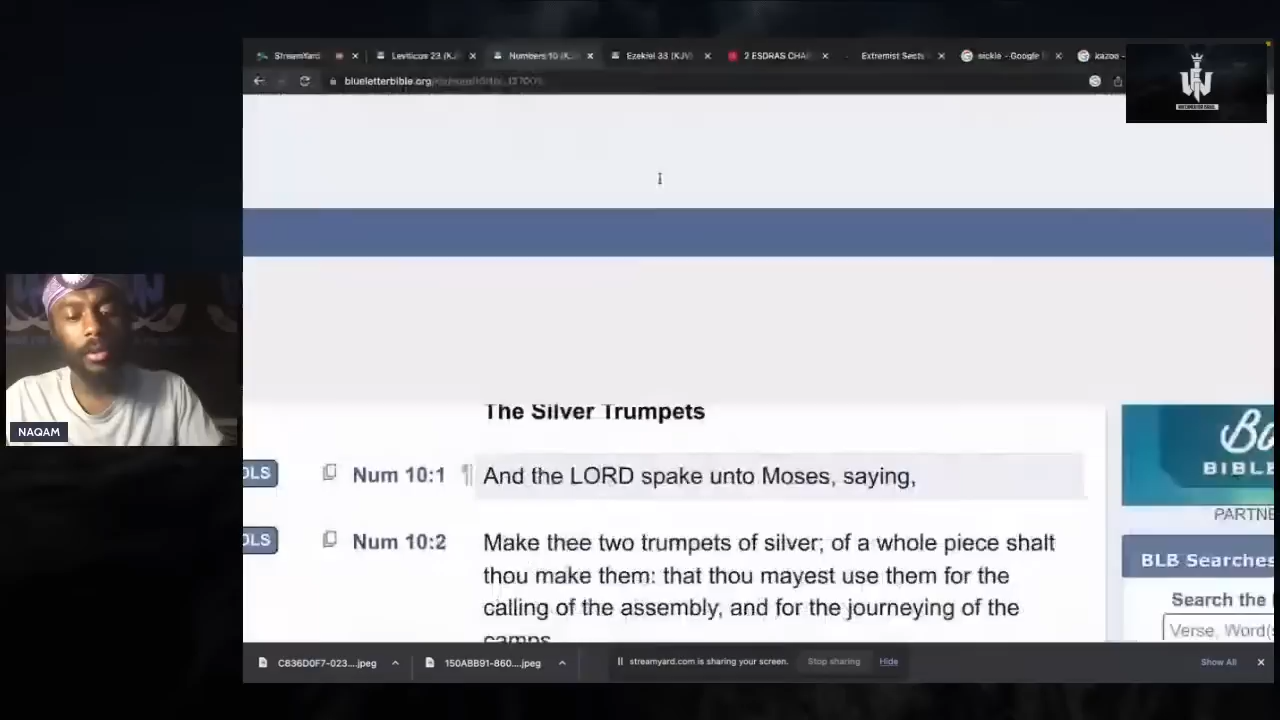 StreamYard
Leviticus 23 (KJV
Numbers 10 (K...
Ezekiel 33 (KJV)
2 ESDRAS CHA
Extremist Sests
sickle - Google
kazoo -
blueletterbible.org
The Silver Trumpets
OLS
Num 10:1
¶
And the LORD spake unto Moses, saying,
OLS
Num 10:2
Make thee two trumpets of silver; of a whole piece shalt
thou make them: that thou mayest use them for the
calling of the assembly, and for the journeying of the
camps
BIBLE
PARTNE
BLB Searches
Search the
Verse, Word(s
NAQAM
C836D0F7-023....jpeg
150ABB91-860....jpeg
streamyard.com is sharing your screen.
Stop sharing
Hide
Show All